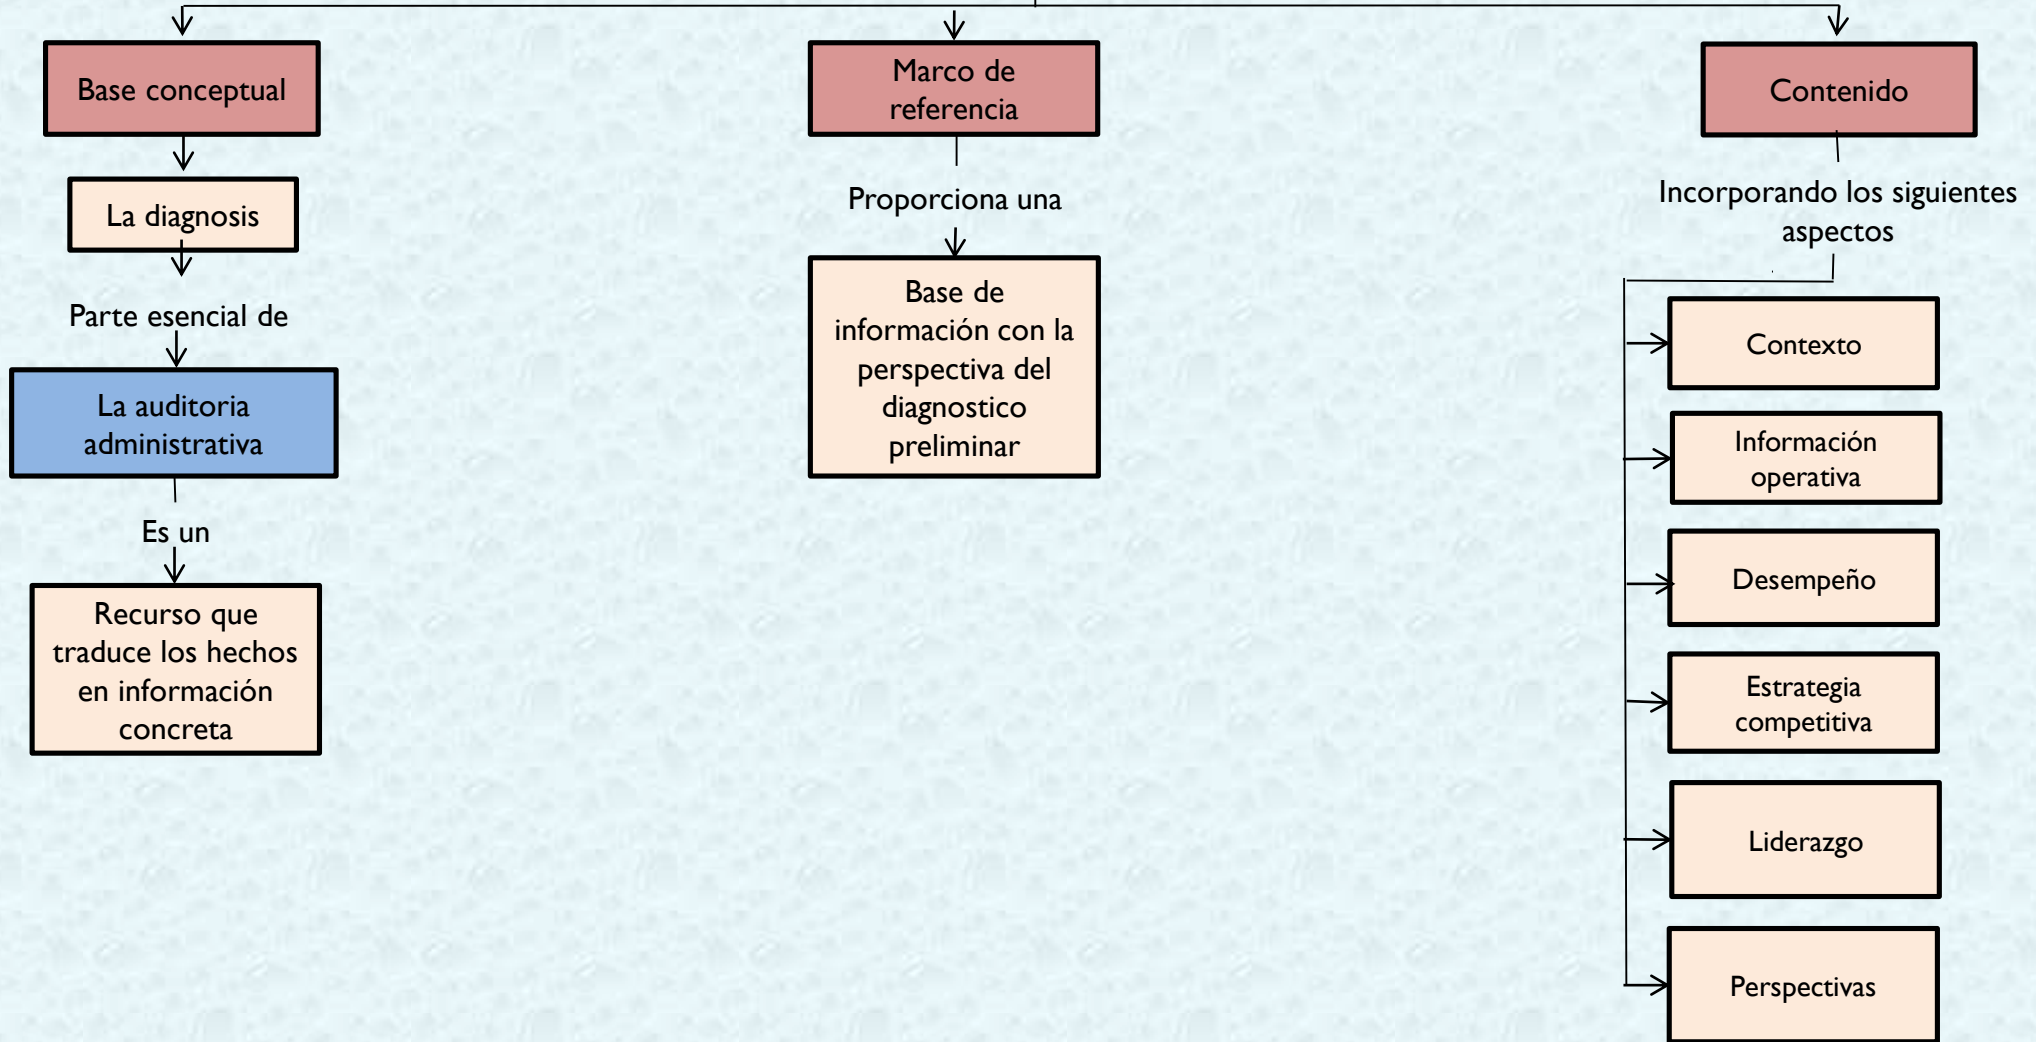 Base conceptual
La diagnosis
Parte esencial de
La auditoria
administrativa
Es un
Recurso que
traduce los hechos
en información
concreta
Marco de
referencia
Proporciona una
Base de
información con la
perspectiva del
diagnostico
preliminar
Contenido
Incorporando los siguientes
aspectos
Contexto
Información
operativa
Desempeño
Estrategia
competitiva
Liderazgo
Perspectivas